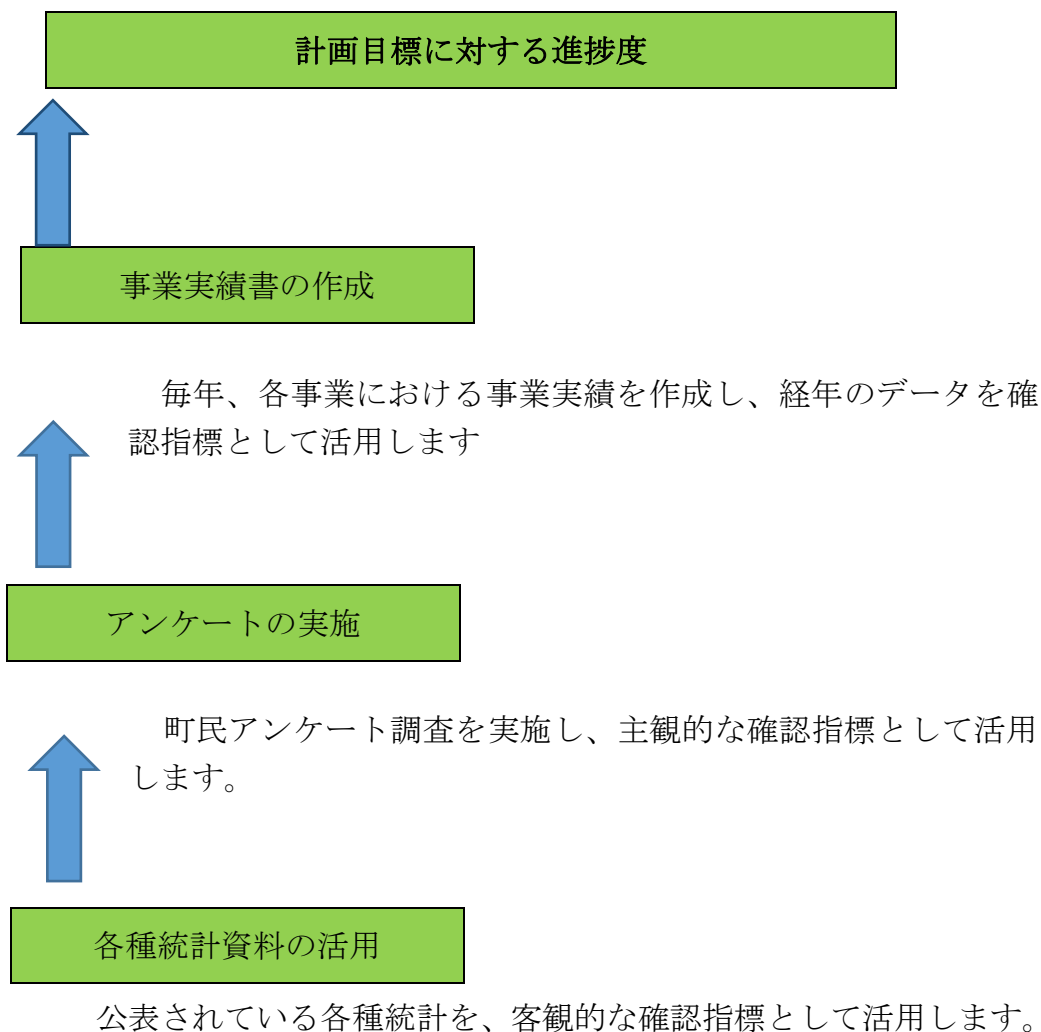 計画目標に対する進捗度
事業実績書の作成
毎年、各事業における事業実績を作成し、経年のデータを確
認指標として活用します
アンケートの実施
町民アンケート調査を実施し、主観的な確認指標として活用
します。
各種統計資料の活用
公表されている各種統計を、客観的な確認指標として活用します。